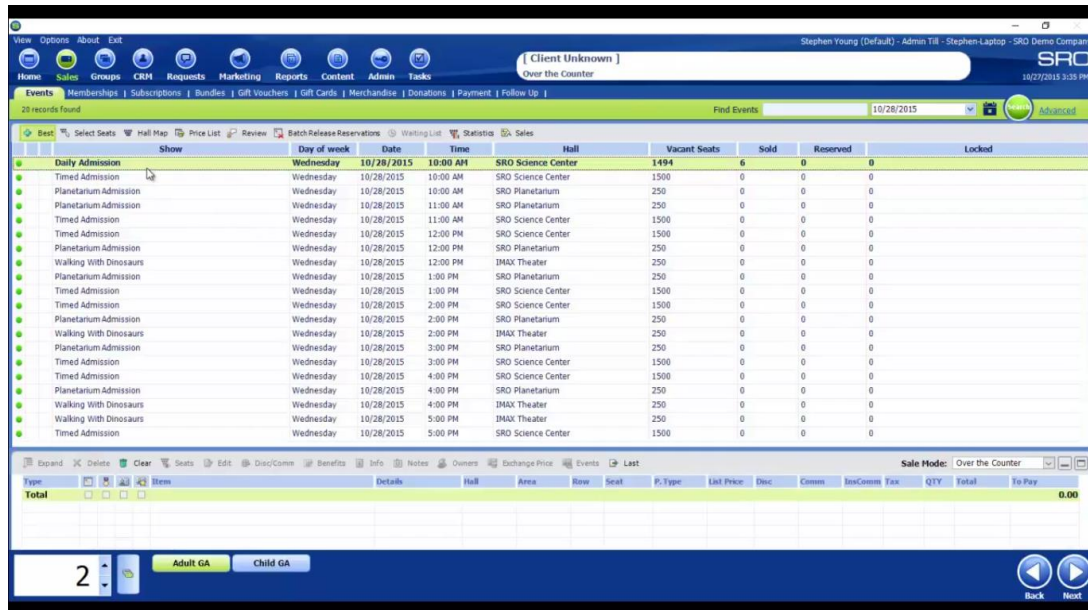 View Options About Exit
Stephen Young (Default) - Admin Till - Stephen-Laptop - SRO Demo Company
Home Sales Groups CRM Requests Marketing Reports Content Admin Tasks
[ Client Unknown ]
Over the Counter
SRO
10/27/2015 3:35 PM
Events Memberships | Subscriptions | Bundles | Gift Vouchers | Gift Cards | Merchandise | Donations | Payment | Follow Up |
20 records found Find Events 10/28/2015 Search Advanced
Best Select Seats Hall Map Price List Review Batch Release Reservations Waiting List Statistics Sales
Show Day of week Date Time Hall Vacant Seats Sold Reserved Locked
Daily Admission Wednesday 10/28/2015 10:00 AM SRO Science Center 1494 6 0 0
Timed Admission Wednesday 10/28/2015 10:00 AM SRO Science Center 1500 0 0 0
Planetarium Admission Wednesday 10/28/2015 10:00 AM SRO Planetarium 250 0 0 0
Planetarium Admission Wednesday 10/28/2015 11:00 AM SRO Planetarium 250 0 0 0
Timed Admission Wednesday 10/28/2015 11:00 AM SRO Science Center 1500 0 0 0
Timed Admission Wednesday 10/28/2015 12:00 PM SRO Science Center 1500 0 0 0
Planetarium Admission Wednesday 10/28/2015 12:00 PM SRO Planetarium 250 0 0 0
Walking With Dinosaurs Wednesday 10/28/2015 12:00 PM IMAX Theater 250 0 0 0
Planetarium Admission Wednesday 10/28/2015 1:00 PM SRO Planetarium 250 0 0 0
Timed Admission Wednesday 10/28/2015 1:00 PM SRO Science Center 1500 0 0 0
Timed Admission Wednesday 10/28/2015 2:00 PM SRO Science Center 1500 0 0 0
Planetarium Admission Wednesday 10/28/2015 2:00 PM SRO Planetarium 250 0 0 0
Walking With Dinosaurs Wednesday 10/28/2015 2:00 PM IMAX Theater 250 0 0 0
Planetarium Admission Wednesday 10/28/2015 3:00 PM SRO Planetarium 250 0 0 0
Timed Admission Wednesday 10/28/2015 3:00 PM SRO Science Center 1500 0 0 0
Timed Admission Wednesday 10/28/2015 4:00 PM SRO Science Center 1500 0 0 0
Planetarium Admission Wednesday 10/28/2015 4:00 PM SRO Planetarium 250 0 0 0
Walking With Dinosaurs Wednesday 10/28/2015 4:00 PM IMAX Theater 250 0 0 0
Walking With Dinosaurs Wednesday 10/28/2015 5:00 PM IMAX Theater 250 0 0 0
Timed Admission Wednesday 10/28/2015 5:00 PM SRO Science Center 1500 0 0 0
Expand Delete Clear Seats Edit Disc/Comm Benefits Info Notes Owners Exchange Price Events Last Sale Mode: Over the Counter
Type Item Details Hall Area Row Seat P.Type List Price Disc Comm InsComm Tax QTY Total To Pay
Total 0.00
2 Adult GA Child GA
Back Next